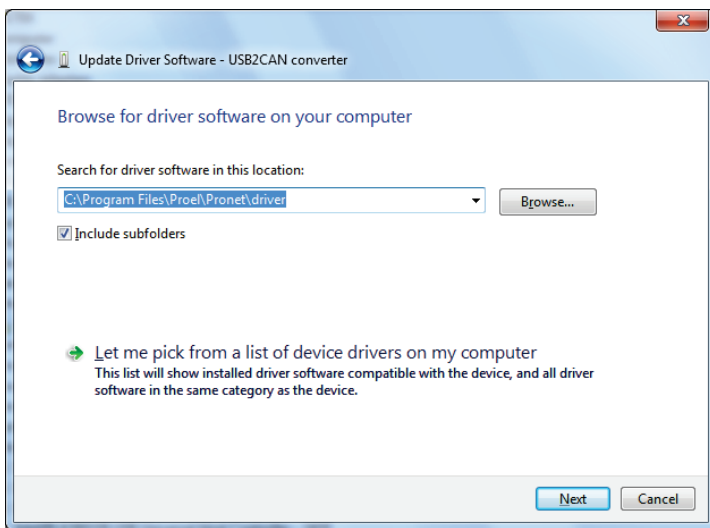 Update Driver Software - USB2CAN converter
Browse for driver software on your computer
Search for driver software in this location:
C:\Program Files\Proel\Pronet\driver
Browse...
Include subfolders
Let me pick from a list of device drivers on my computer
This list will show installed driver software compatible with the device, and all driver
software in the same category as the device.
Next
Cancel